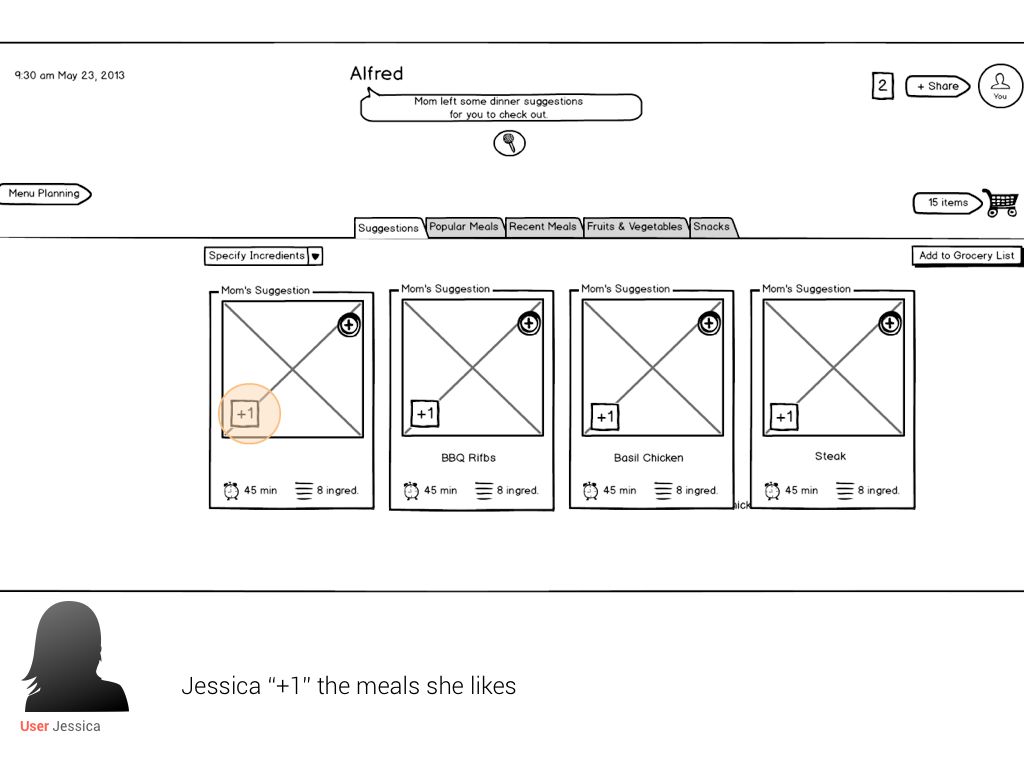 9:30 am May 23, 2013
Alfred
Mom left some dinner suggestions
for you to check out.
2
+ Share
You
Menu Planning
15 items
Suggestions
Popular Meals
Recent Meals
Fruits & Vegetables
Snacks
Specify Incredients
Add to Grocery List
Mom's Suggestion
Mom's Suggestion
Mom's Suggestion
Mom's Suggestion
+1
+1
+1
+1
BBQ Rifbs
Basil Chicken
Steak
45 min
8 ingred.
45 min
8 ingred.
45 min
8 ingred.
45 min
8 ingred.
Jessica “+1” the meals she likes
User Jessica